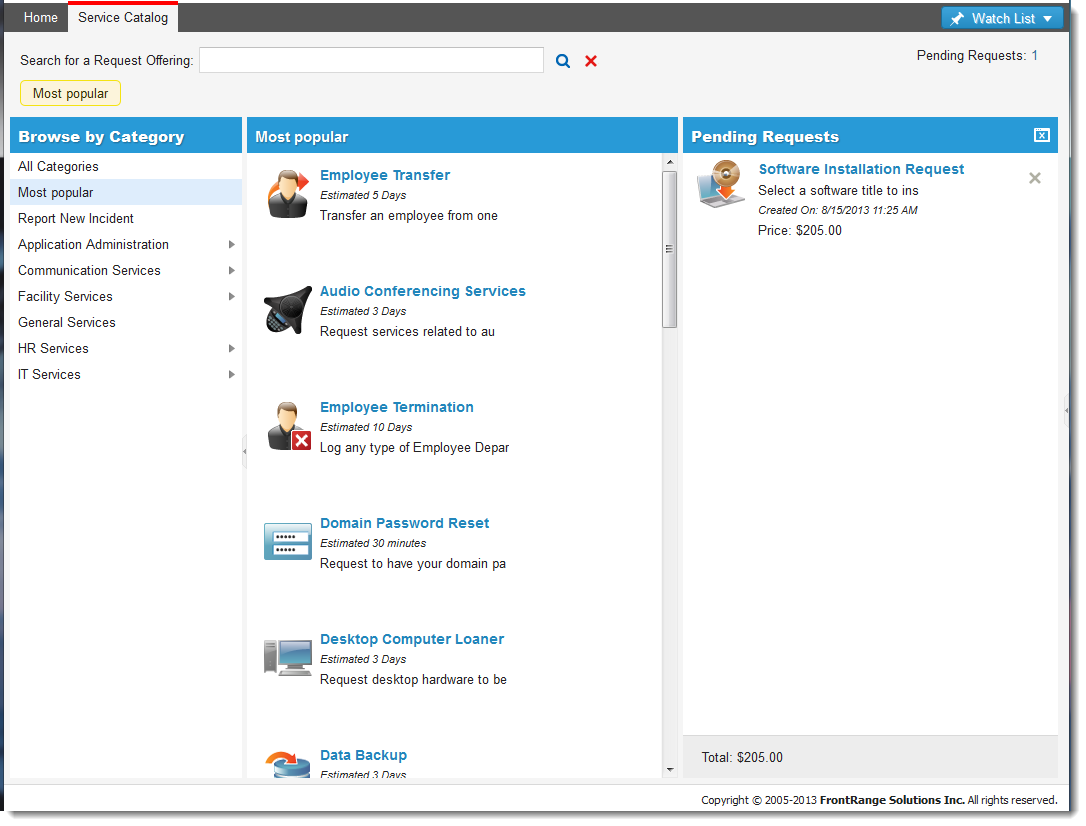 Home
Service Catalog
Watch List
Search for a Request Offering:
Pending Requests: 1
Most popular
Browse by Category
All Categories
Most popular
Report New Incident
Application Administration
Communication Services
Facility Services
General Services
HR Services
IT Services
Most popular
Employee Transfer
Estimated 5 Days
Transfer an employee from one
Audio Conferencing Services
Estimated 3 Days
Request services related to au
Employee Termination
Estimated 10 Days
Log any type of Employee Depar
Domain Password Reset
Estimated 30 minutes
Request to have your domain pa
Desktop Computer Loaner
Estimated 3 Days
Request desktop hardware to be
Data Backup
Estimated 3 Days
Pending Requests
Software Installation Request
Select a software title to ins
Created On: 8/15/2013 11:25 AM
Price: $205.00
Total: $205.00
Copyright © 2005-2013 FrontRange Solutions Inc. All rights reserved.